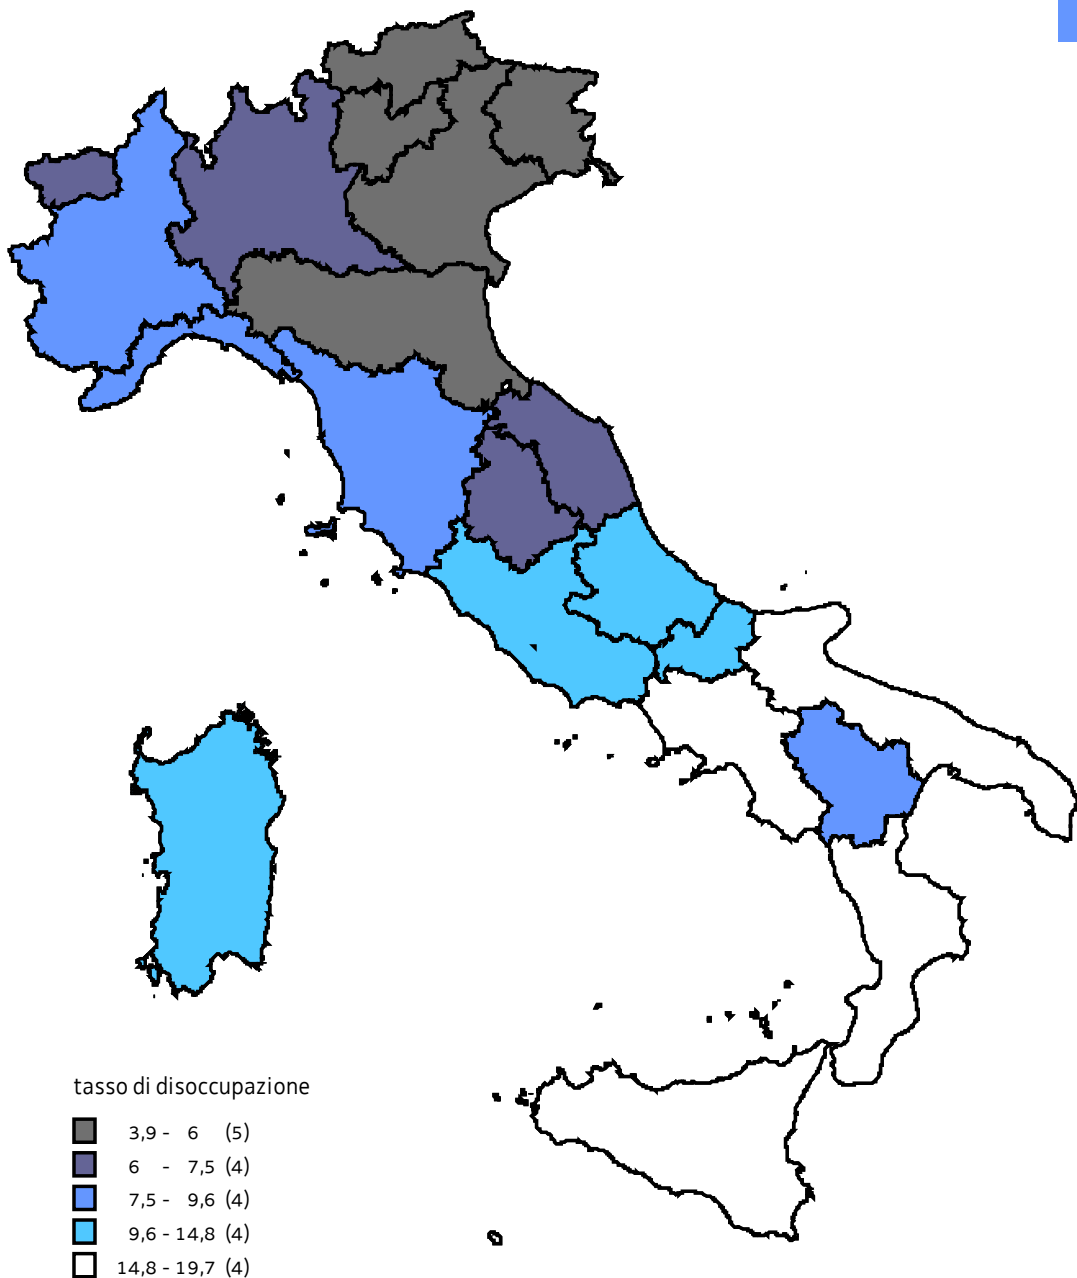 tasso di disoccupazione
3,9 - 6 (5)
6 - 7,5 (4)
7,5 - 9,6 (4)
9,6 - 14,8 (4)
14,8 - 19,7 (4)